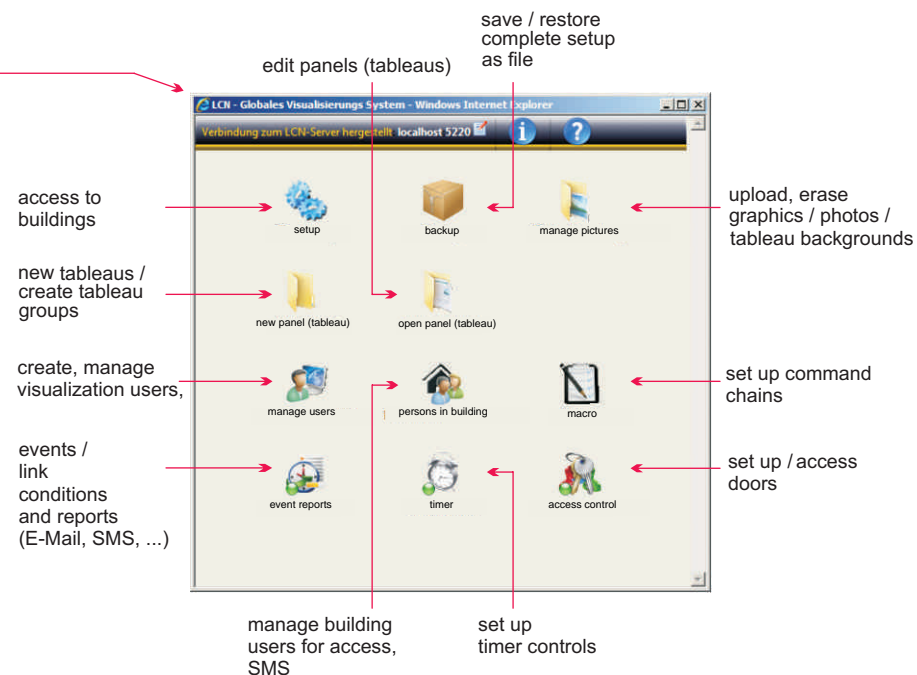 save / restore
complete setup
as file
edit panels (tableaus)
LCN - Globales Visualisierungs System - Windows Internet Explorer
Verbindung zum LCN-Server hergestellt localhost 5220
i
?
access to
buildings
setup
backup
manage pictures
upload, erase
graphics / photos /
tableau backgrounds
new tableaus /
create tableau
groups
new panel (tableau)
open panel (tableau)
create, manage
visualization users,
manage users
persons in building
macro
set up command
chains
events /
link
conditions
and reports
(E-Mail, SMS, ...)
event reports
timer
access control
set up / access
doors
manage building
users for access,
SMS
set up
timer controls